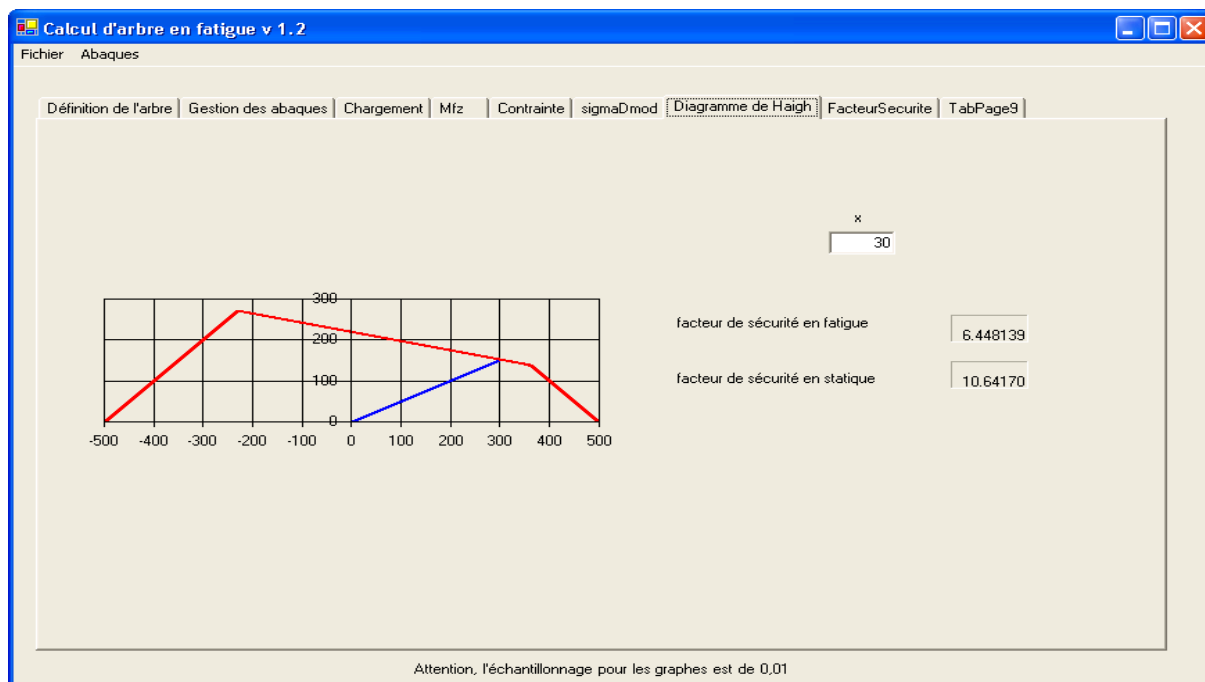 Calcul d'arbre en fatigue v 1.2
Fichier Abaques
Définition de l'arbre Gestion des abaques Chargement Mfz Contrainte sigmaDmod Diagramme de Haigh FacteurSecurite TabPage9
x
30
300
200
100
0
-500 -400 -300 -200 -100 0 100 200 300 400 500
facteur de sécurité en fatigue 6.448139
facteur de sécurité en statique 10.64170
Attention, l'échantillonnage pour les graphes est de 0,01